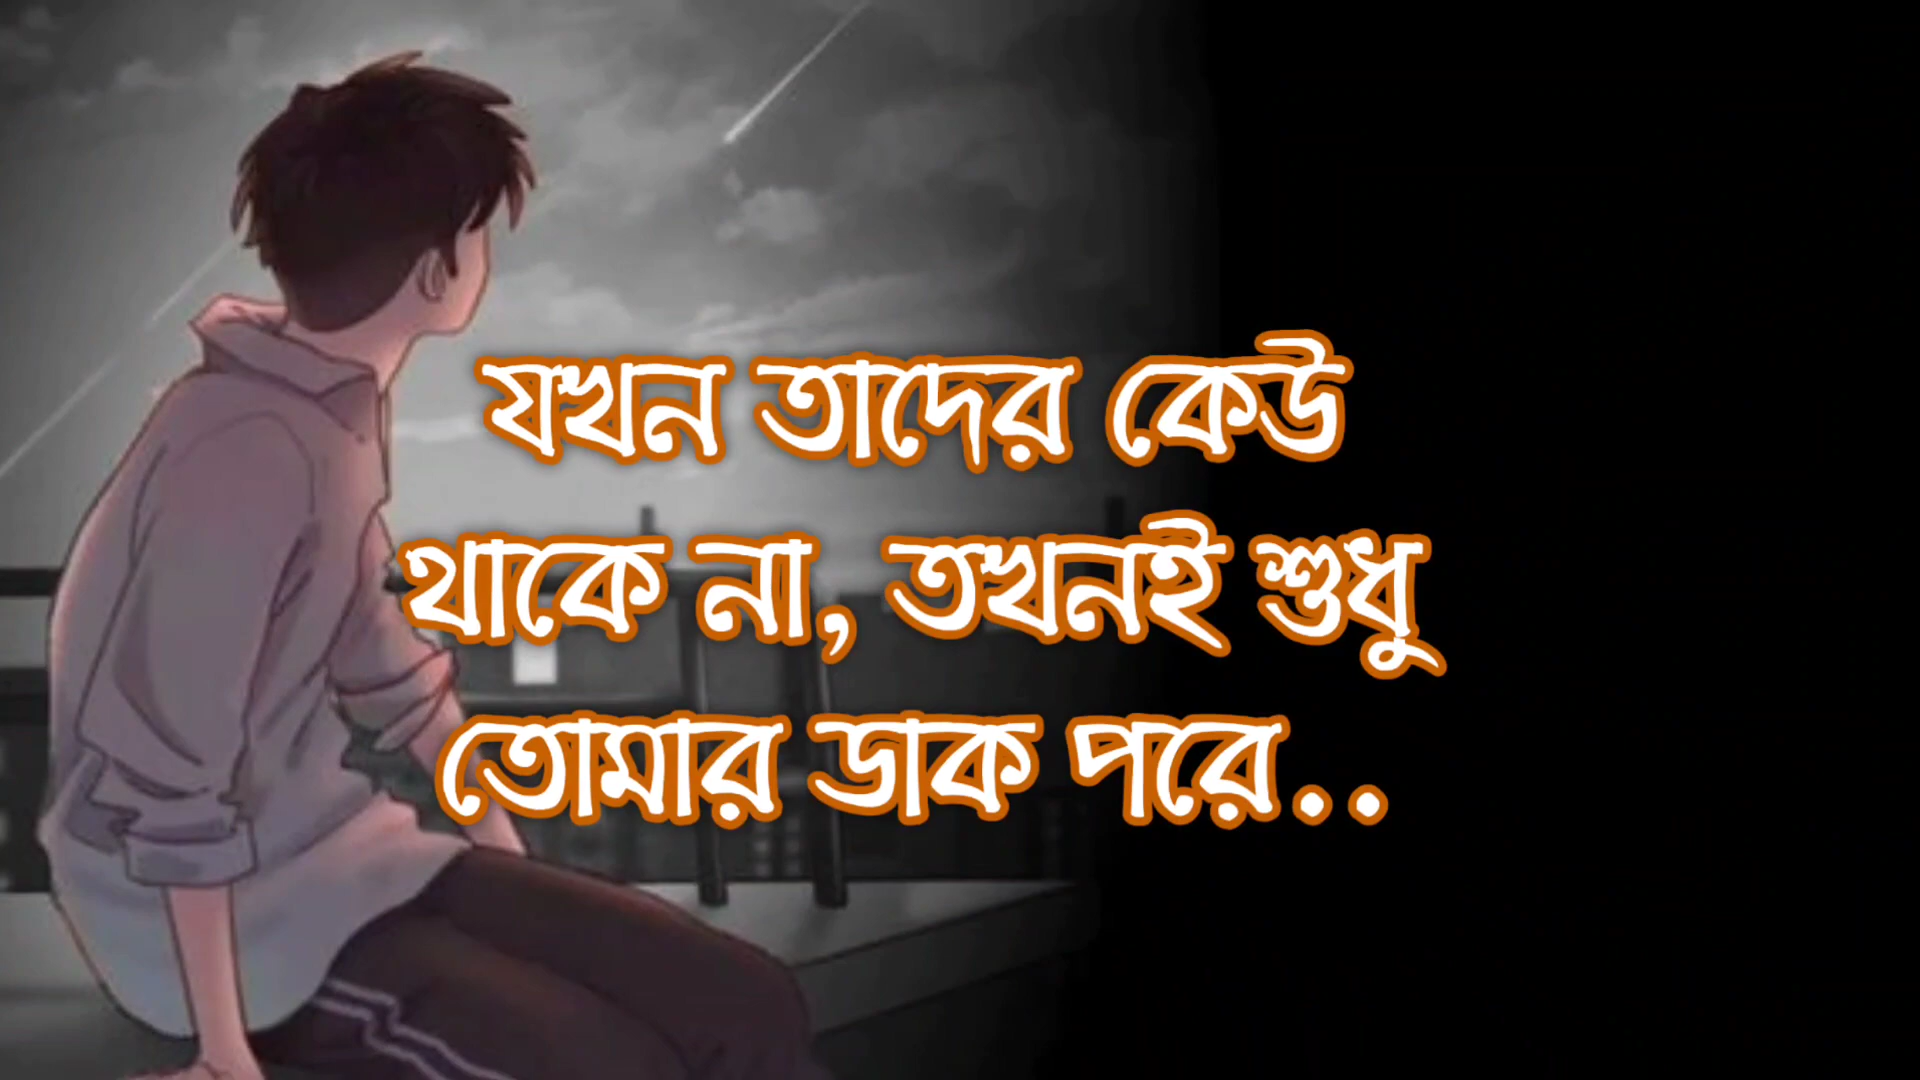 যখন তাদের কেউ
থাকে না, তখনই শুধু
তোমার ডাক পরে..